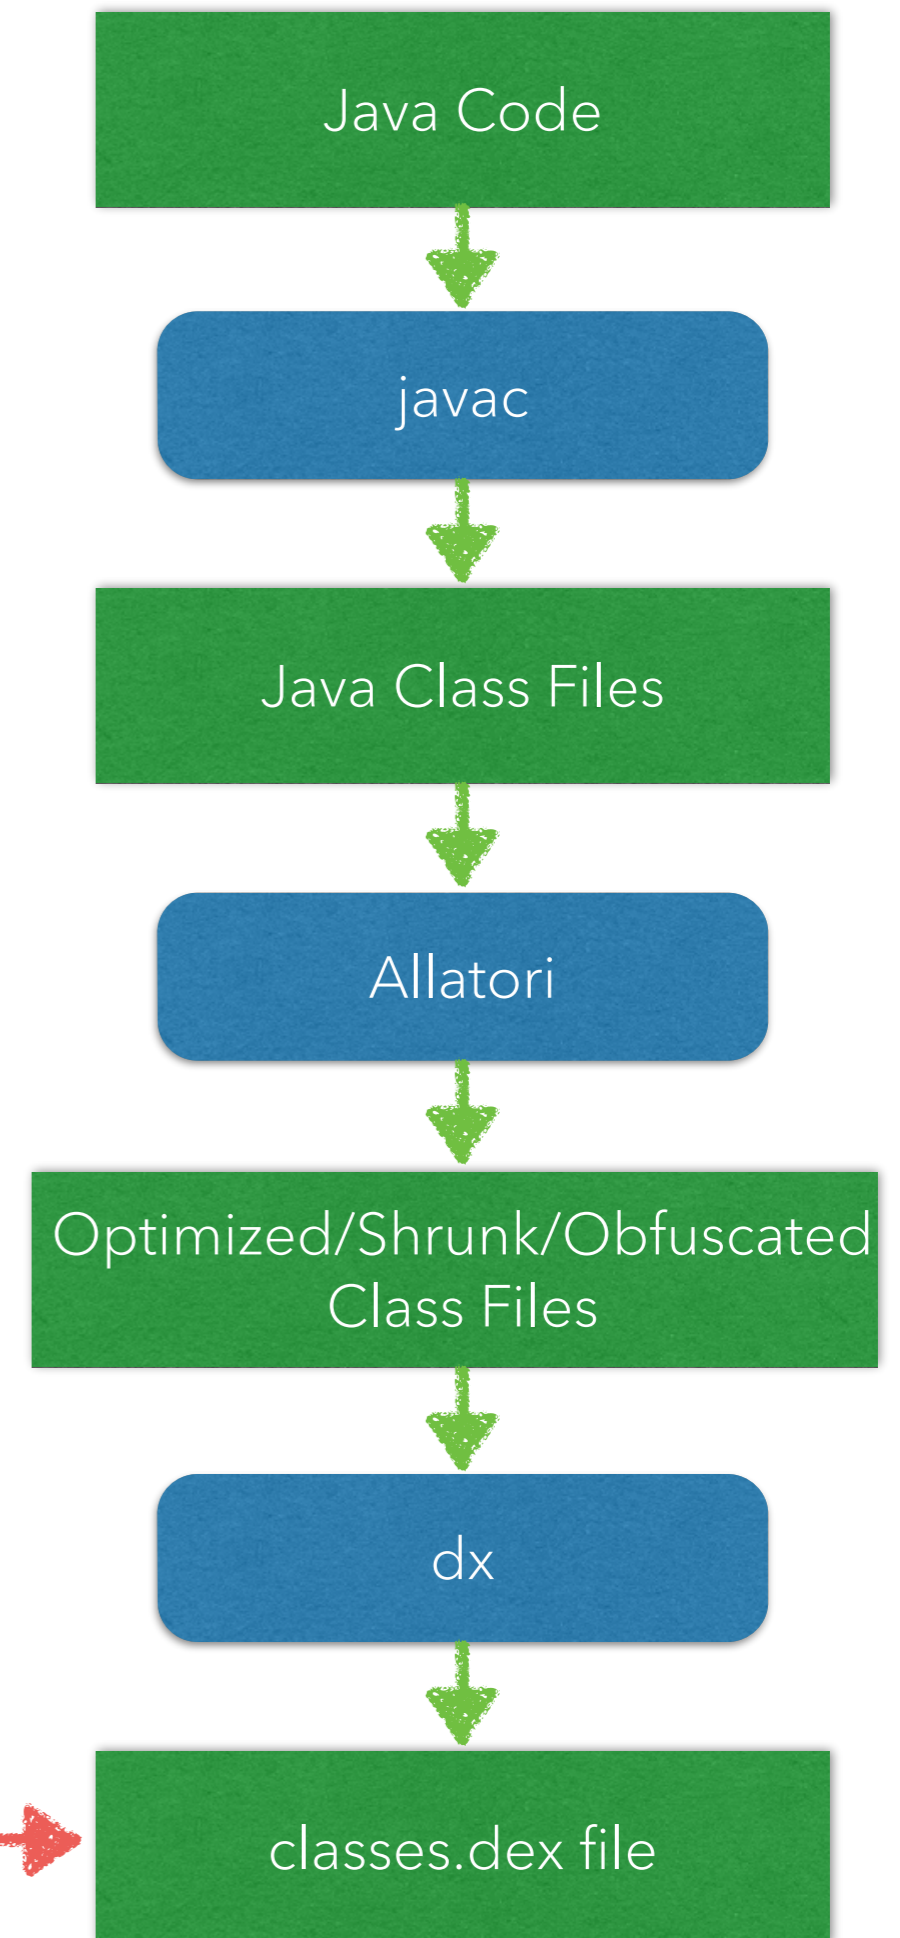 Java Code
javac
Java Class Files
Allatori
Optimized/Shrunk/Obfuscated
Class Files
dx
classes.dex file